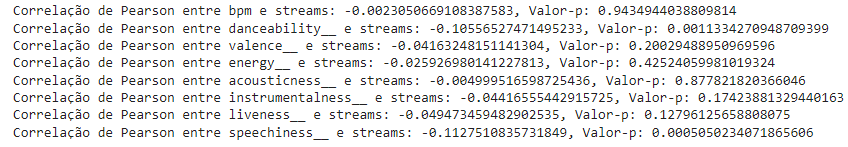 Correlação de Pearson entre bpm e streams: -0.0023050669108387583, Valor-p: 0.9434944038809814
Correlação de Pearson entre danceability__ e streams: -0.10556527471495233, Valor-p: 0.0011334270948709399
Correlação de Pearson entre valence__ e streams: -0.04163248151141304, Valor-p: 0.20029488950969596
Correlação de Pearson entre energy__ e streams: -0.025926980141227813, Valor-p: 0.42524059981019324
Correlação de Pearson entre acousticness__ e streams: -0.004999516598725436, Valor-p: 0.877821820366046
Correlação de Pearson entre instrumentalness__ e streams: -0.04416555442915725, Valor-p: 0.17423881329440163
Correlação de Pearson entre liveness__ e streams: -0.049473459482902535, Valor-p: 0.12796125658808075
Correlação de Pearson entre speechiness__ e streams: -0.1127510835731849, Valor-p: 0.0005050234071865606